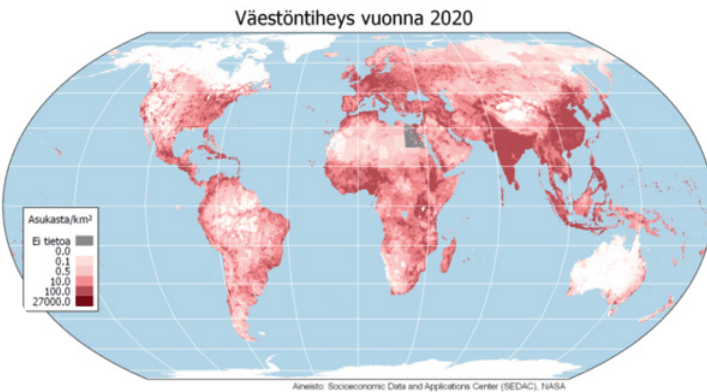 Väestöntiheys vuonna 2020
Asukasta/km²
Ei tietoa
0.0
0.1
0.5
10.0
100.0
27000.0
Aineisto: Socioeconomic Data and Applications Center (SEDAC), NASA